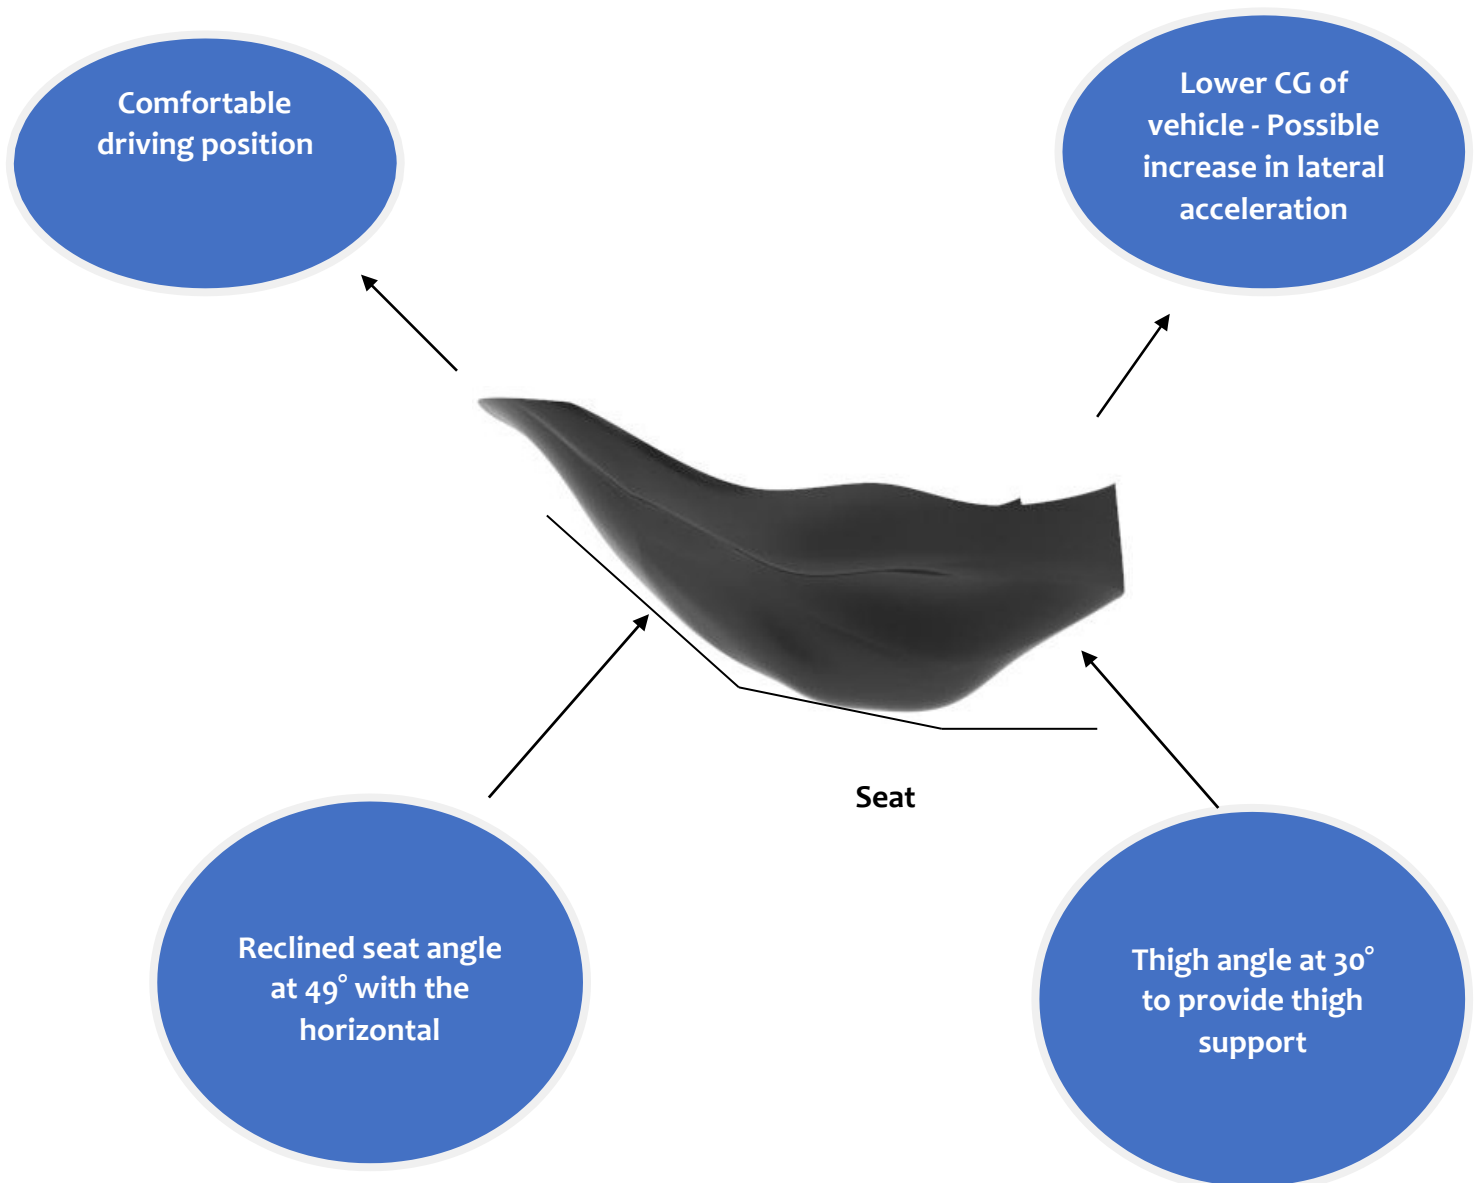 Comfortable
driving position
Lower CG of
vehicle - Possible
increase in lateral
acceleration
Seat
Reclined seat angle
at 49° with the
horizontal
Thigh angle at 30°
to provide thigh
support